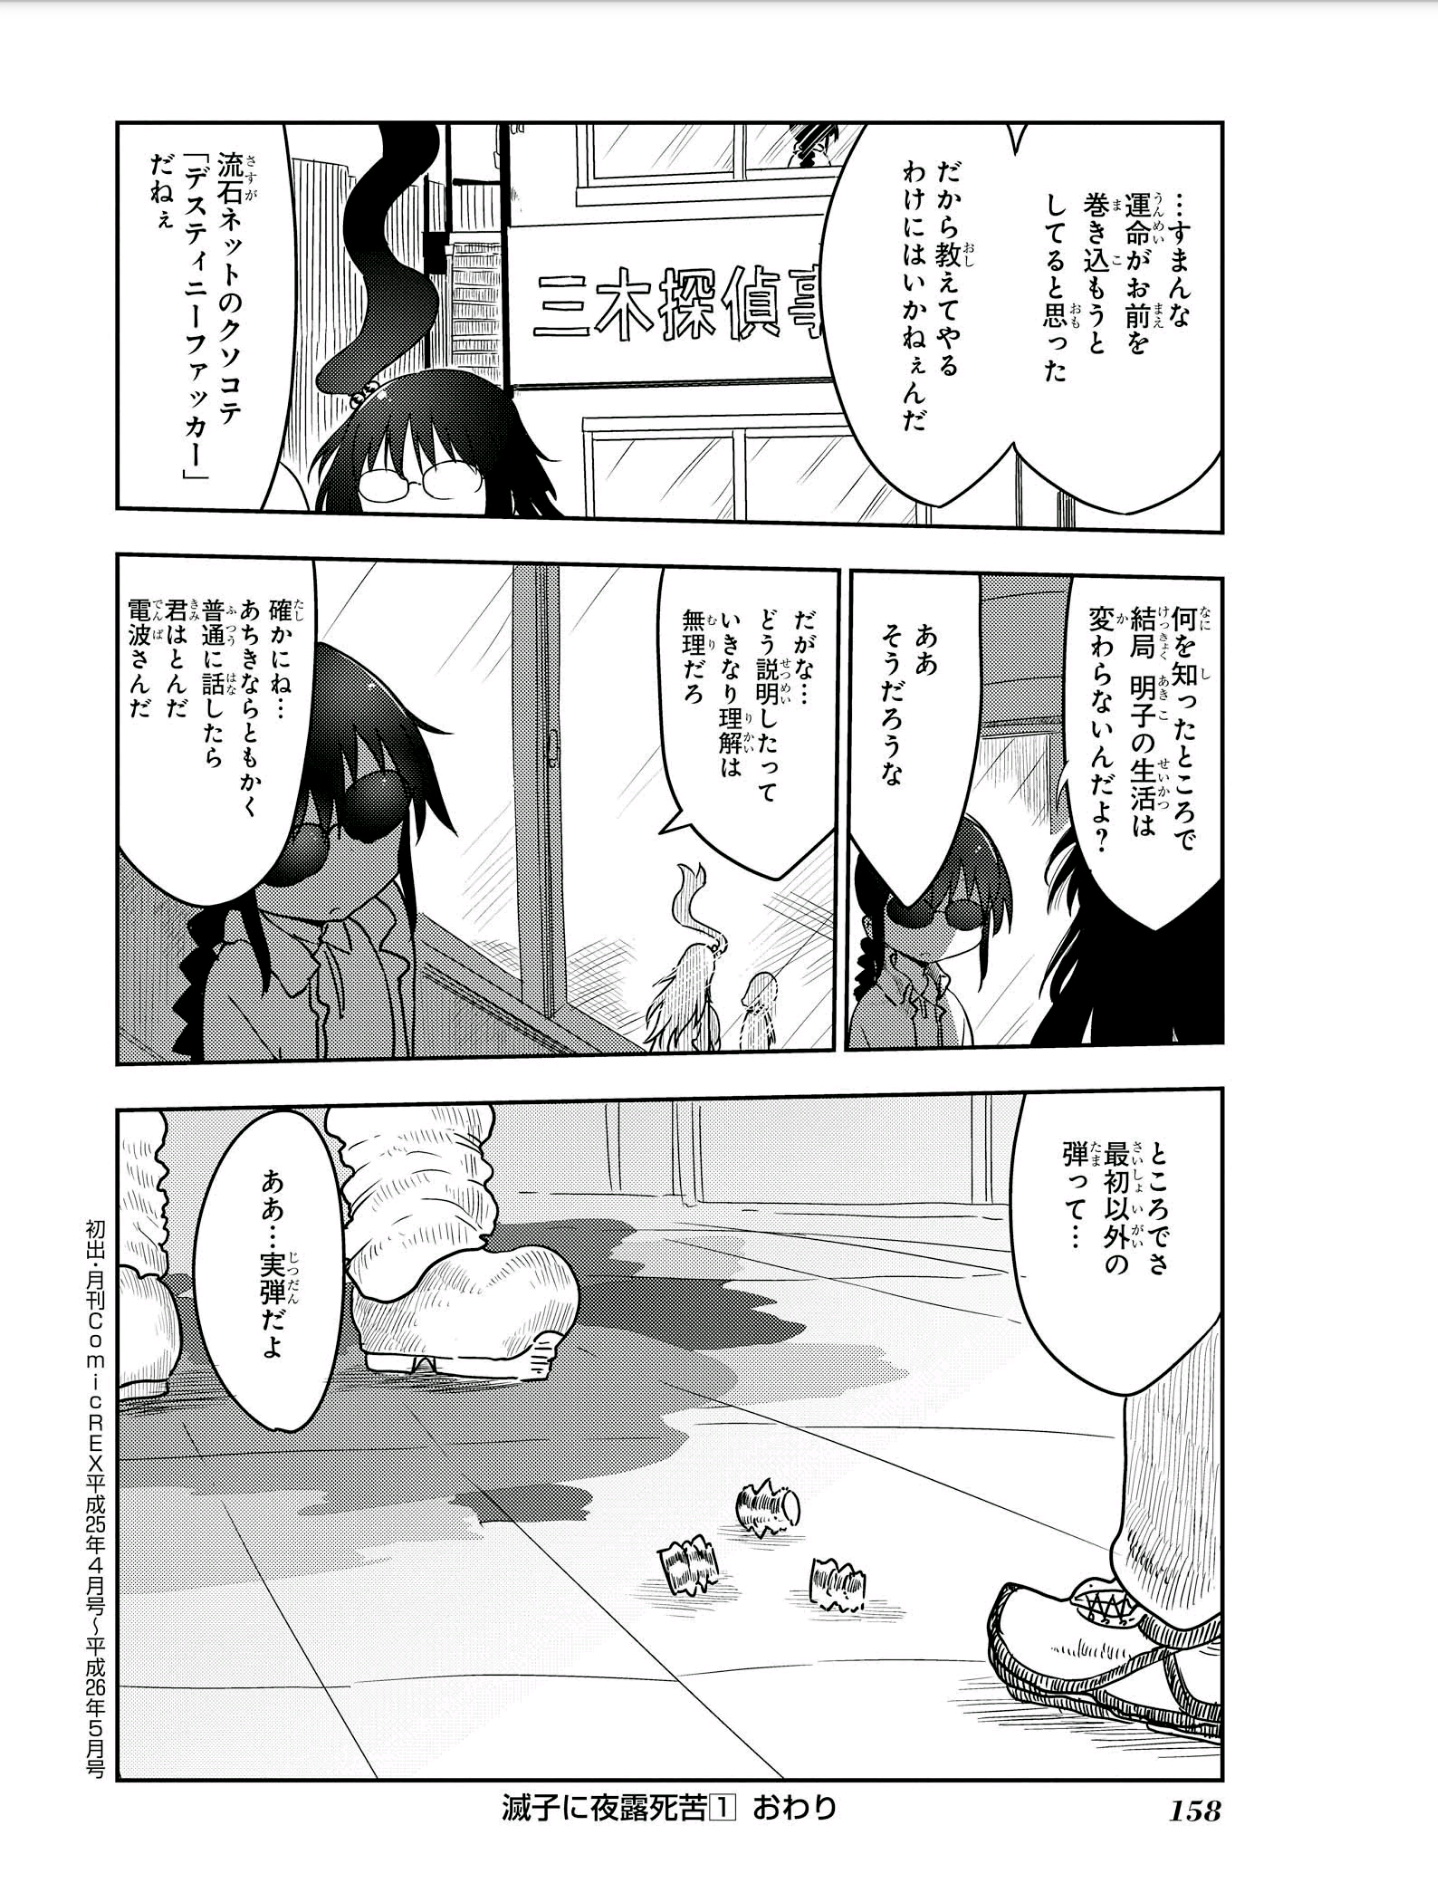 …すまんな
運命がお前を
巻き込もうと
してると思った
だから教えてやる
わけにはいかねぇんだ
三木探偵事
流石ネットのクソコテ
「デスティニーファッカー」
だねぇ
何を知ったところで
結局 明子の生活は
変わらないんだよ？
ああ
そうだろうな
だがな…
どう説明したって
いきなり理解は
無理だろ
確かにね…
あちきならともかく
普通に話したら
君はとんだ
電波さんだ
ところでさ
最初以外の
弾って…
ああ…実弾だよ
初出・月刊ComicREX平成25年4月号～平成26年5月号
滅子に夜露死苦1 おわり
158